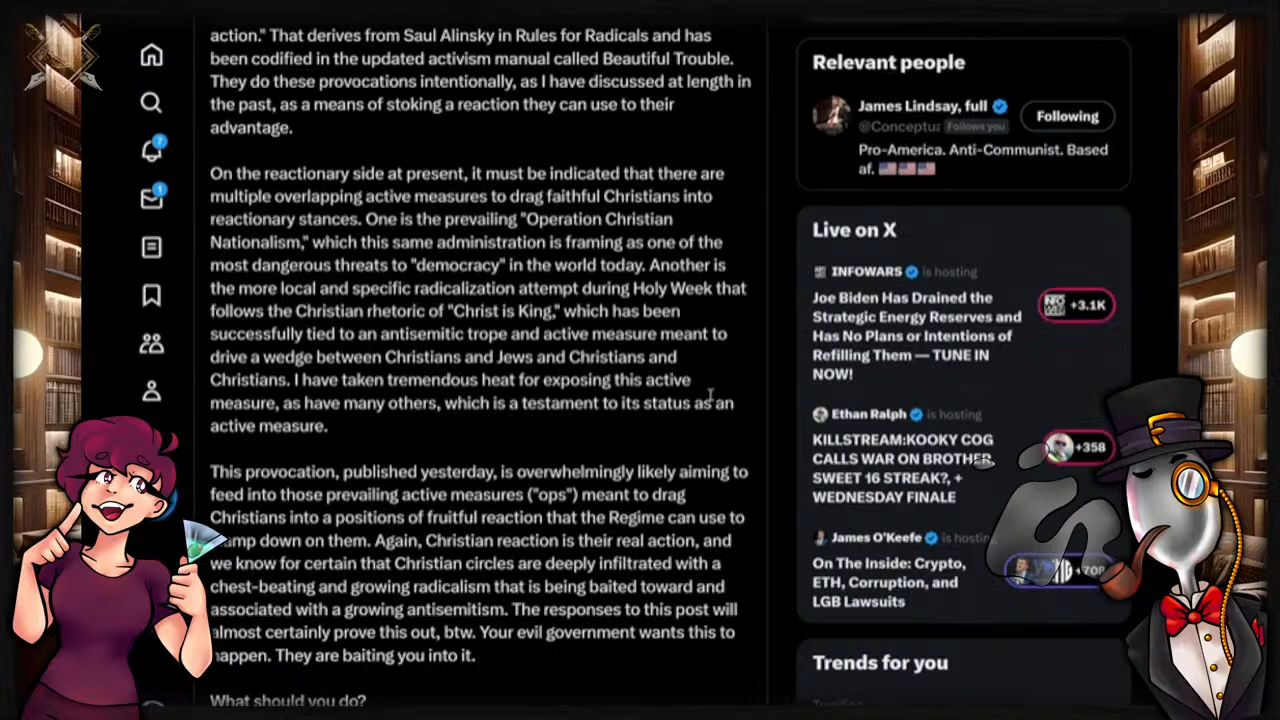 action." That derives from Saul Alinsky in Rules for Radicals and has
been codified in the updated activism manual called Beautiful Trouble.
They do these provocations intentionally, as I have discussed at length in
the past, as a means of stoking a reaction they can use to their
advantage.
On the reactionary side at present, it must be indicated that there are
multiple overlapping active measures to drag faithful Christians into
reactionary stances. One is the prevailing "Operation Christian
Nationalism," which this same administration is framing as one of the
most dangerous threats to "democracy" in the world today. Another is
the more local and specific radicalization attempt during Holy Week that
follows the Christian rhetoric of "Christ is King," which has been
successfully tied to an antisemitic trope and active measure meant to
drive a wedge between Christians and Jews and Christians and
Christians. I have taken tremendous heat for exposing this active
measure, as have many others, which is a testament to its status as an
active measure.
This provocation, published yesterday, is overwhelmingly likely aiming to
feed into those prevailing active measures ("ops") meant to drag
Christians into a positions of fruitful reaction that the Regime can use to
amp down on them. Again, Christian reaction is their real action, and
we know for certain that Christian circles are deeply infiltrated with a
chest-beating and growing radicalism that is being baited toward and
associated with a growing antisemitism. The responses to this post will
almost certainly prove this out, btw. Your evil government wants this to
happen. They are baiting you into it.
What should you do?
7
1
Relevant people
James Lindsay, full
@Conceptua Follows you
Following
Pro-America. Anti-Communist. Based
af.
Live on X
INFOWARS is hosting
Joe Biden Has Drained the
Strategic Energy Reserves and
Has No Plans or Intentions of
Refilling Them — TUNE IN
NOW!
+3.1K
Ethan Ralph is hosting
KILLSTREAM:KOOKY COG
CALLS WAR ON BROTHER,
SWEET 16 STREAK?, +
WEDNESDAY FINALE
+358
James O'Keefe is hosting
On The Inside: Crypto,
ETH, Corruption, and
LGB Lawsuits
+708
Trends for you